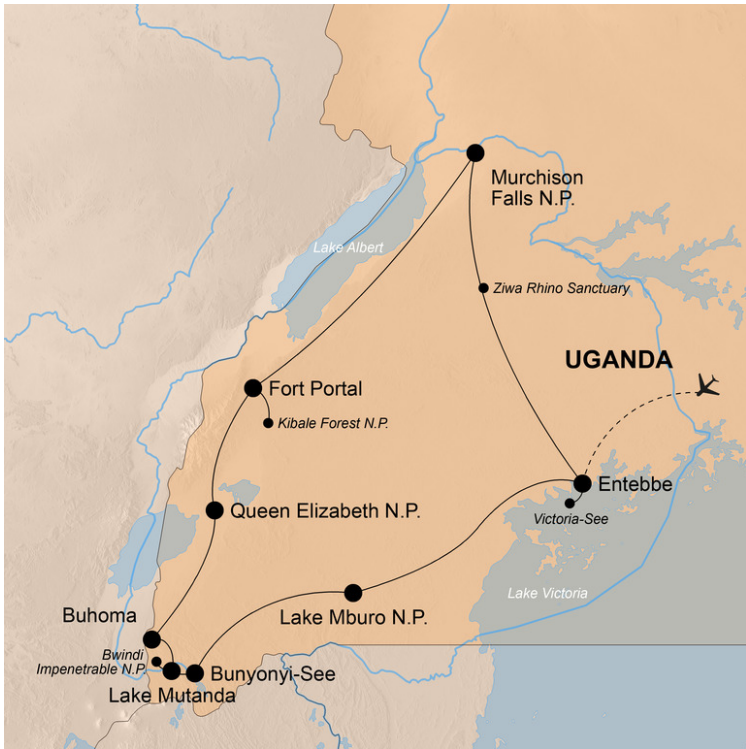 Murchison
Falls N.P.
Lake Albert
Ziwa Rhino Sanctuary
UGANDA
Fort Portal
Kibale Forest N.P.
Entebbe
Queen Elizabeth N.P.
Victoria-See
Lake Victoria
Lake Mburo N.P.
Buhoma
Bwindi
Impenetrable N.P.
Bunyonyi-See
Lake Mutanda